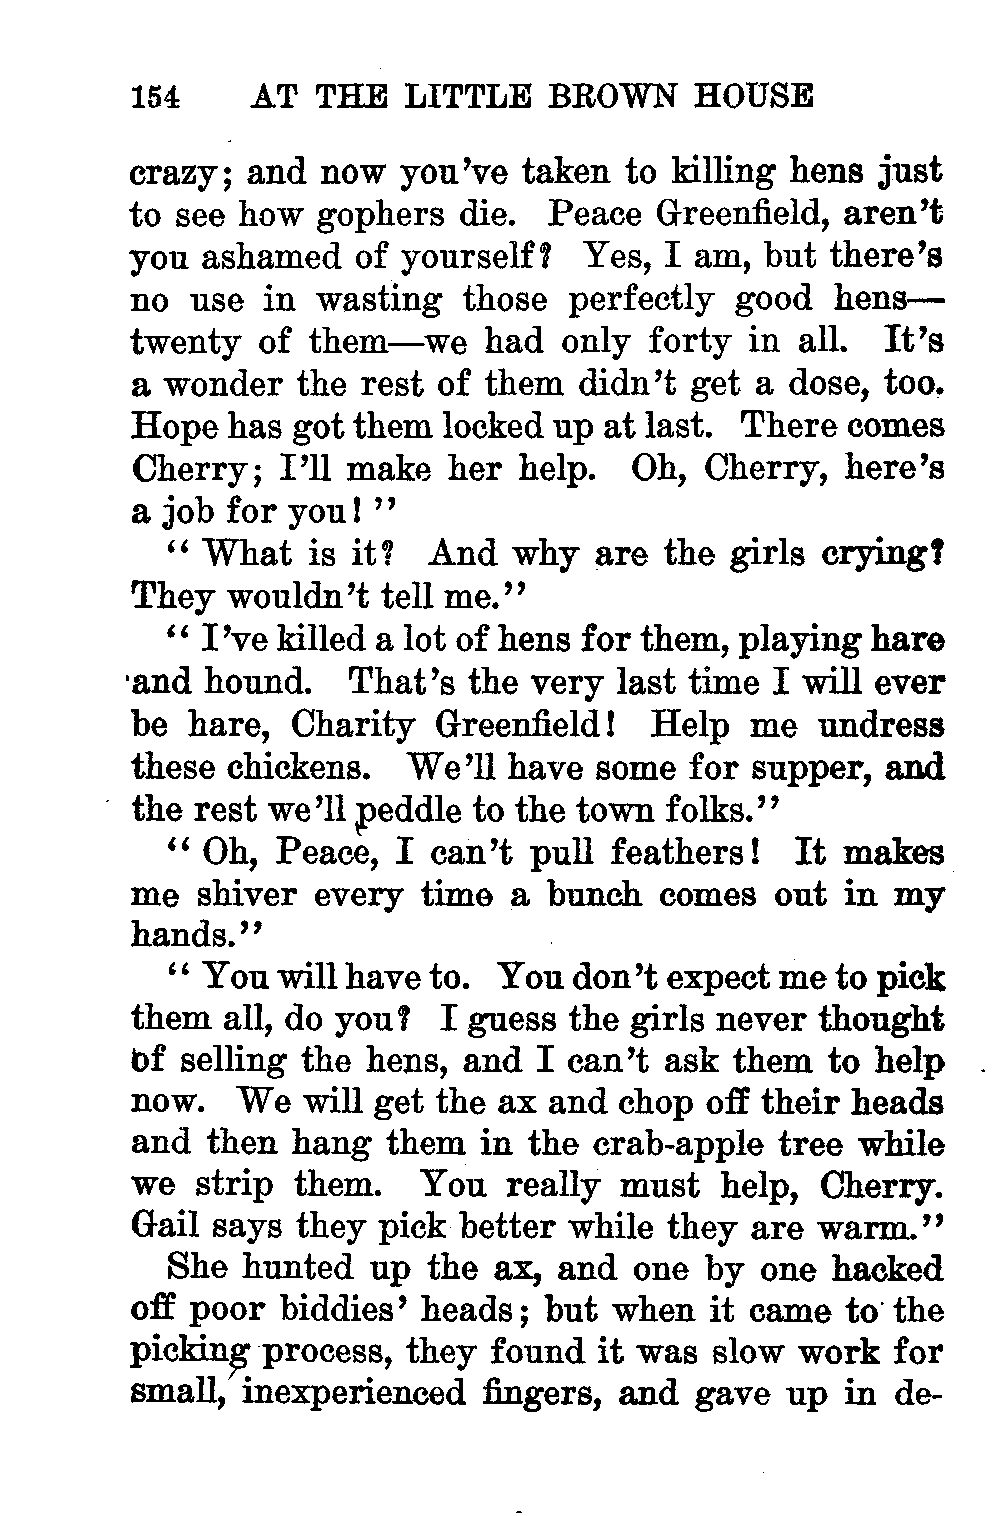 154 AT THE LITTLE BROWN HOUSE
crazy; and now you've taken to killing hens just
to see how gophers die. Peace Greenfield, aren't
you ashamed of yourself? Yes, I am, but there's
no use in wasting those perfectly good hens—
twenty of them—we had only forty in all. It's
a wonder the rest of them didn't get a dose, too.
Hope has got them locked up at last. There comes
Cherry; I'll make her help. Oh, Cherry, here's
a job for you!"
"What is it? And why are the girls crying?
They wouldn't tell me."
"I've killed a lot of hens for them, playing hare
and hound. That's the very last time I will ever
be hare, Charity Greenfield! Help me undress
these chickens. We'll have some for supper, and
the rest we'll peddle to the town folks."
"Oh, Peace, I can't pull feathers! It makes
me shiver every time a bunch comes out in my
hands."
"You will have to. You don't expect me to pick
them all, do you? I guess the girls never thought
of selling the hens, and I can't ask them to help
now. We will get the ax and chop off their heads
and then hang them in the crab-apple tree while
we strip them. You really must help, Cherry.
Gail says they pick better while they are warm."
She hunted up the ax, and one by one hacked
off poor biddies' heads; but when it came to the
picking process, they found it was slow work for
small, inexperienced fingers, and gave up in de-